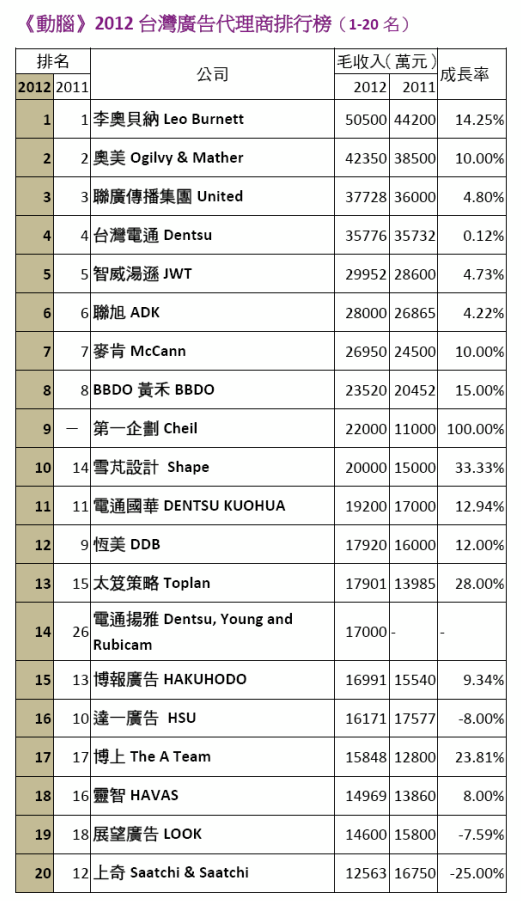 《動腦》2012 台灣廣告代理商排行榜（1-20 名）
排名 公司 毛收入（萬元） 成長率
2012 2011 2012 2011
1 1 李奧貝納 Leo Burnett 50500 44200 14.25%
2 2 奧美 Ogilvy & Mather 42350 38500 10.00%
3 3 聯廣傳播集團 United 37728 36000 4.80%
4 4 台灣電通 Dentsu 35776 35732 0.12%
5 5 智威湯遜 JWT 29952 28600 4.73%
6 6 聯旭 ADK 28000 26865 4.22%
7 7 麥肯 McCann 26950 24500 10.00%
8 8 BBDO 黃禾 BBDO 23520 20452 15.00%
9 － 第一企劃 Cheil 22000 11000 100.00%
10 14 雪芃設計 Shape 20000 15000 33.33%
11 11 電通國華 DENTSU KUOHUA 19200 17000 12.94%
12 9 恆美 DDB 17920 16000 12.00%
13 15 太笈策略 Toplan 17901 13985 28.00%
14 26 電通揚雅 Dentsu, Young and
Rubicam 17000 - -
15 13 博報廣告 HAKUHODO 16991 15540 9.34%
16 10 達一廣告 HSU 16171 17577 -8.00%
17 17 博上 The A Team 15848 12800 23.81%
18 16 靈智 HAVAS 14969 13860 8.00%
19 18 展望廣告 LOOK 14600 15800 -7.59%
20 12 上奇 Saatchi & Saatchi 12563 16750 -25.00%